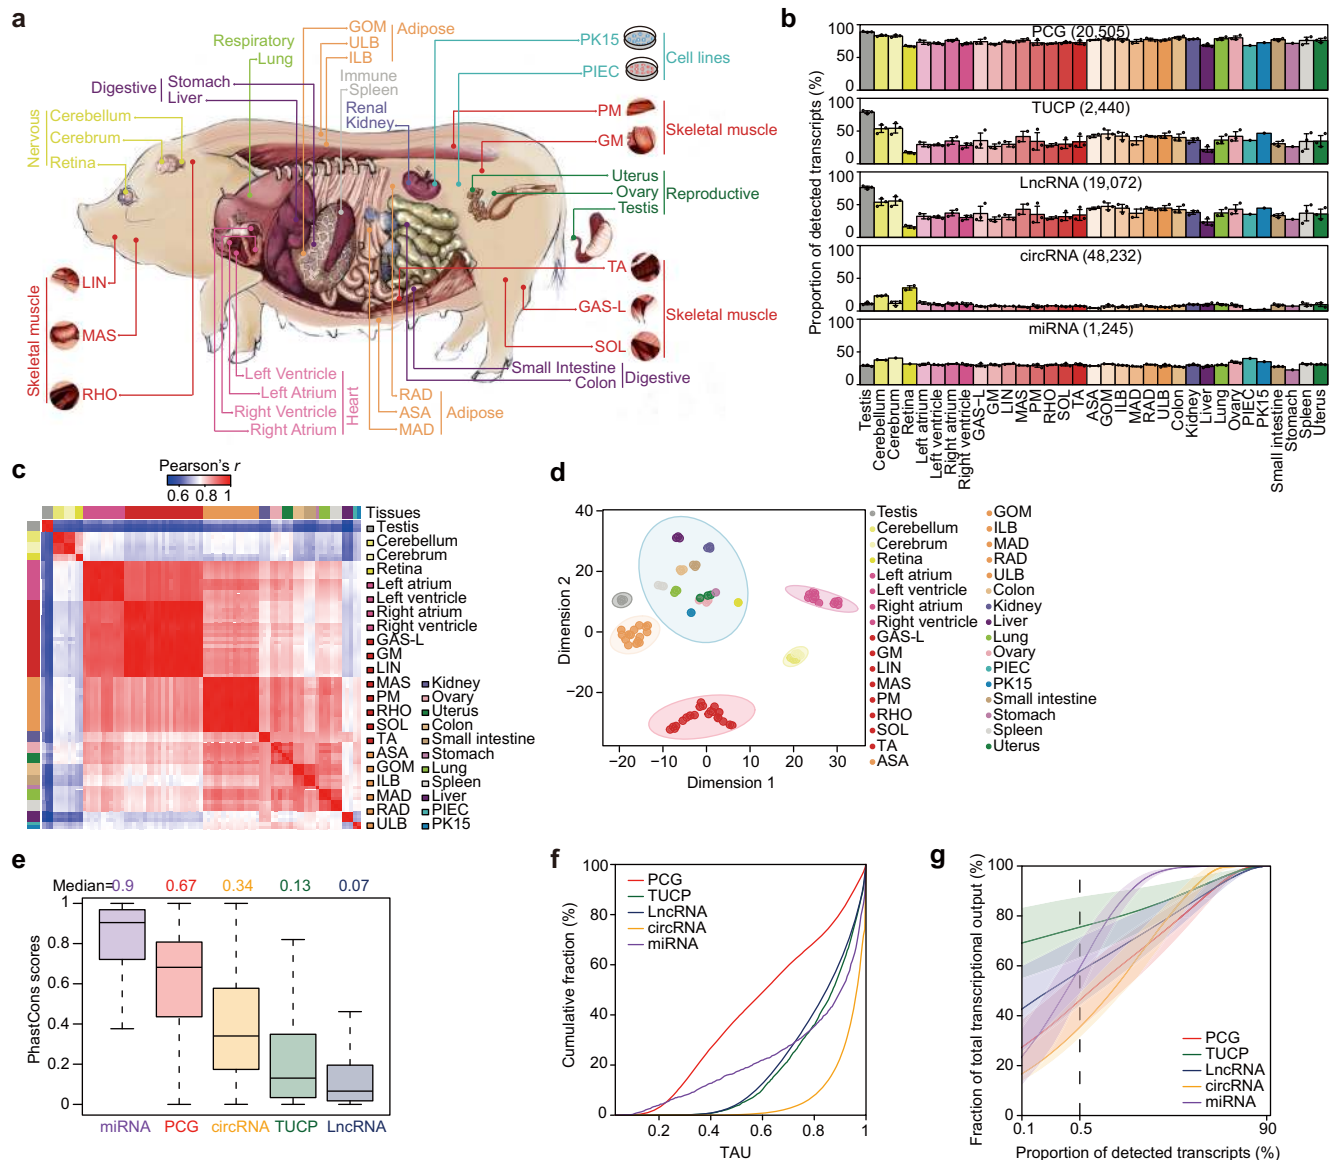 a
GOM
ULB
ILB
Adipose
Respiratory
Lung
Immune
Spleen
Digestive
Stomach
Liver
Renal
Kidney
Nervous
Cerebellum
Cerebrum
Retina
PK15
PIEC
Cell lines
PM
GM
Skeletal muscle
Uterus
Ovary
Testis
Reproductive
TA
GAS-L
SOL
Skeletal muscle
Skeletal muscle
LIN
MAS
RHO
Left Ventricle
Left Atrium
Right Ventricle
Right Atrium
Heart
RAD
ASA
MAD
Adipose
Small Intestine
Colon
Digestive
b
Proportion of detected transcripts (%)
PCG (20,505)
100
50
0
TUCP (2,440)
100
50
0
LncRNA (19,072)
100
50
0
circRNA (48,232)
100
50
0
miRNA (1,245)
100
50
0
Testis
Cerebellum
Cerebrum
Retina
Left atrium
Left ventricle
Right atrium
Right ventricle
GAS-L
GM
LIN
MAS
PM
RHO
SOL
TA
ASA
GOM
ILB
MAD
RAD
ULB
Colon
Kidney
Liver
Lung
Ovary
PIEC
PK15
Small intestine
Stomach
Spleen
Uterus
c
Pearson's r
0.6 0.8 1
Tissues
Testis
Cerebellum
Cerebrum
Retina
Left atrium
Left ventricle
Right atrium
Right ventricle
GAS-L
GM
LIN
MAS
PM
RHO
SOL
TA
ASA
GOM
ILB
MAD
RAD
ULB
Kidney
Ovary
Uterus
Colon
Small intestine
Stomach
Lung
Spleen
Liver
PIEC
PK15
d
Dimension 2
40
20
0
−20
−20 −10 0 10 20 30
Dimension 1
Testis
Cerebellum
Cerebrum
Retina
Left atrium
Left ventricle
Right atrium
Right ventricle
GAS-L
GM
LIN
MAS
PM
RHO
SOL
TA
ASA
GOM
ILB
MAD
RAD
ULB
Colon
Kidney
Liver
Lung
Ovary
PIEC
PK15
Small intestine
Stomach
Spleen
Uterus
e
Median=0.9 0.67 0.34 0.13 0.07
PhastCons scores
1
0.8
0.6
0.4
0.2
0
miRNA PCG circRNA TUCP LncRNA
f
Cumulative fraction (%)
100
80
60
40
20
0
PCG
TUCP
LncRNA
circRNA
miRNA
0.2 0.4 0.6 0.8 1
TAU
g
Fraction of total transcriptional output (%)
100
80
60
40
20
0
PCG
TUCP
LncRNA
circRNA
miRNA
0.1 0.5 90
Proportion of detected transcripts (%)